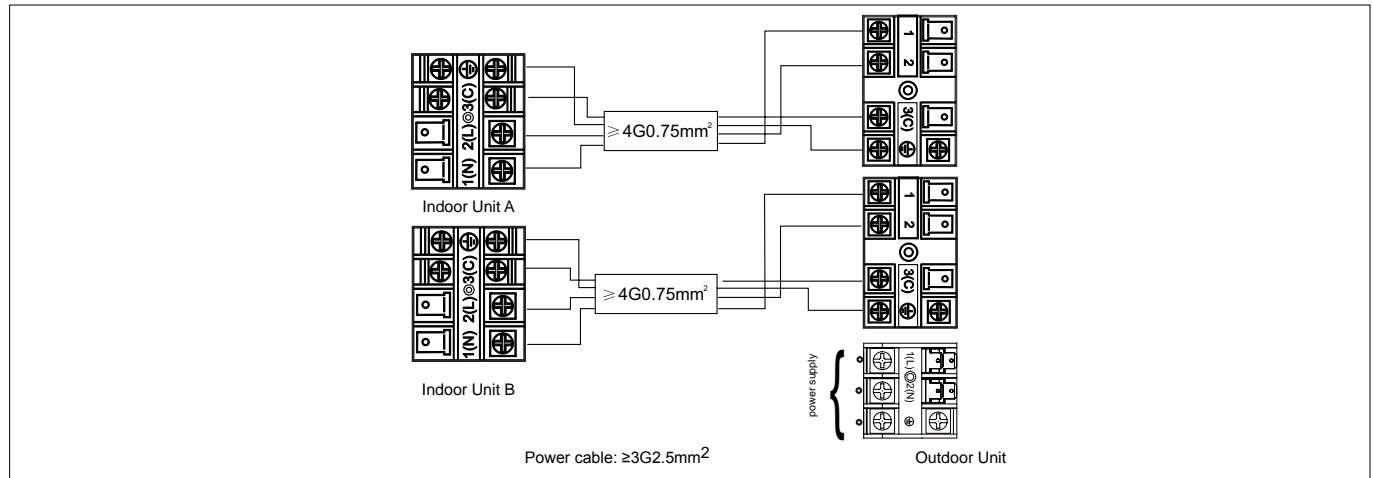 3(C)
2(L)
1(N)
Indoor Unit A
≥ 4G0.75mm²
1
2
3(C)
3(C)
2(L)
1(N)
Indoor Unit B
≥ 4G0.75mm²
1
2
3(C)
power supply
1(L)
2(N)
Power cable: ≥3G2.5mm²
Outdoor Unit